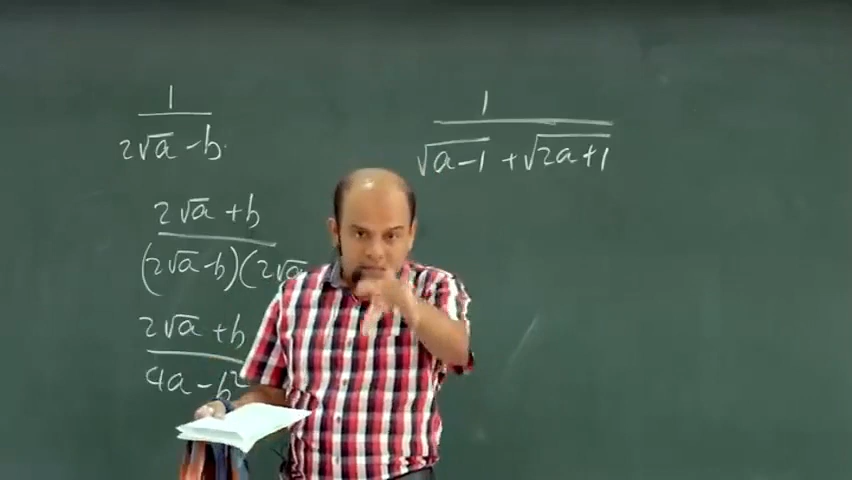 1
2√a - b
2√a + b
(2√a - b)(2√a
2√a + b
4a - b²
1
√a-1 + √2a+1